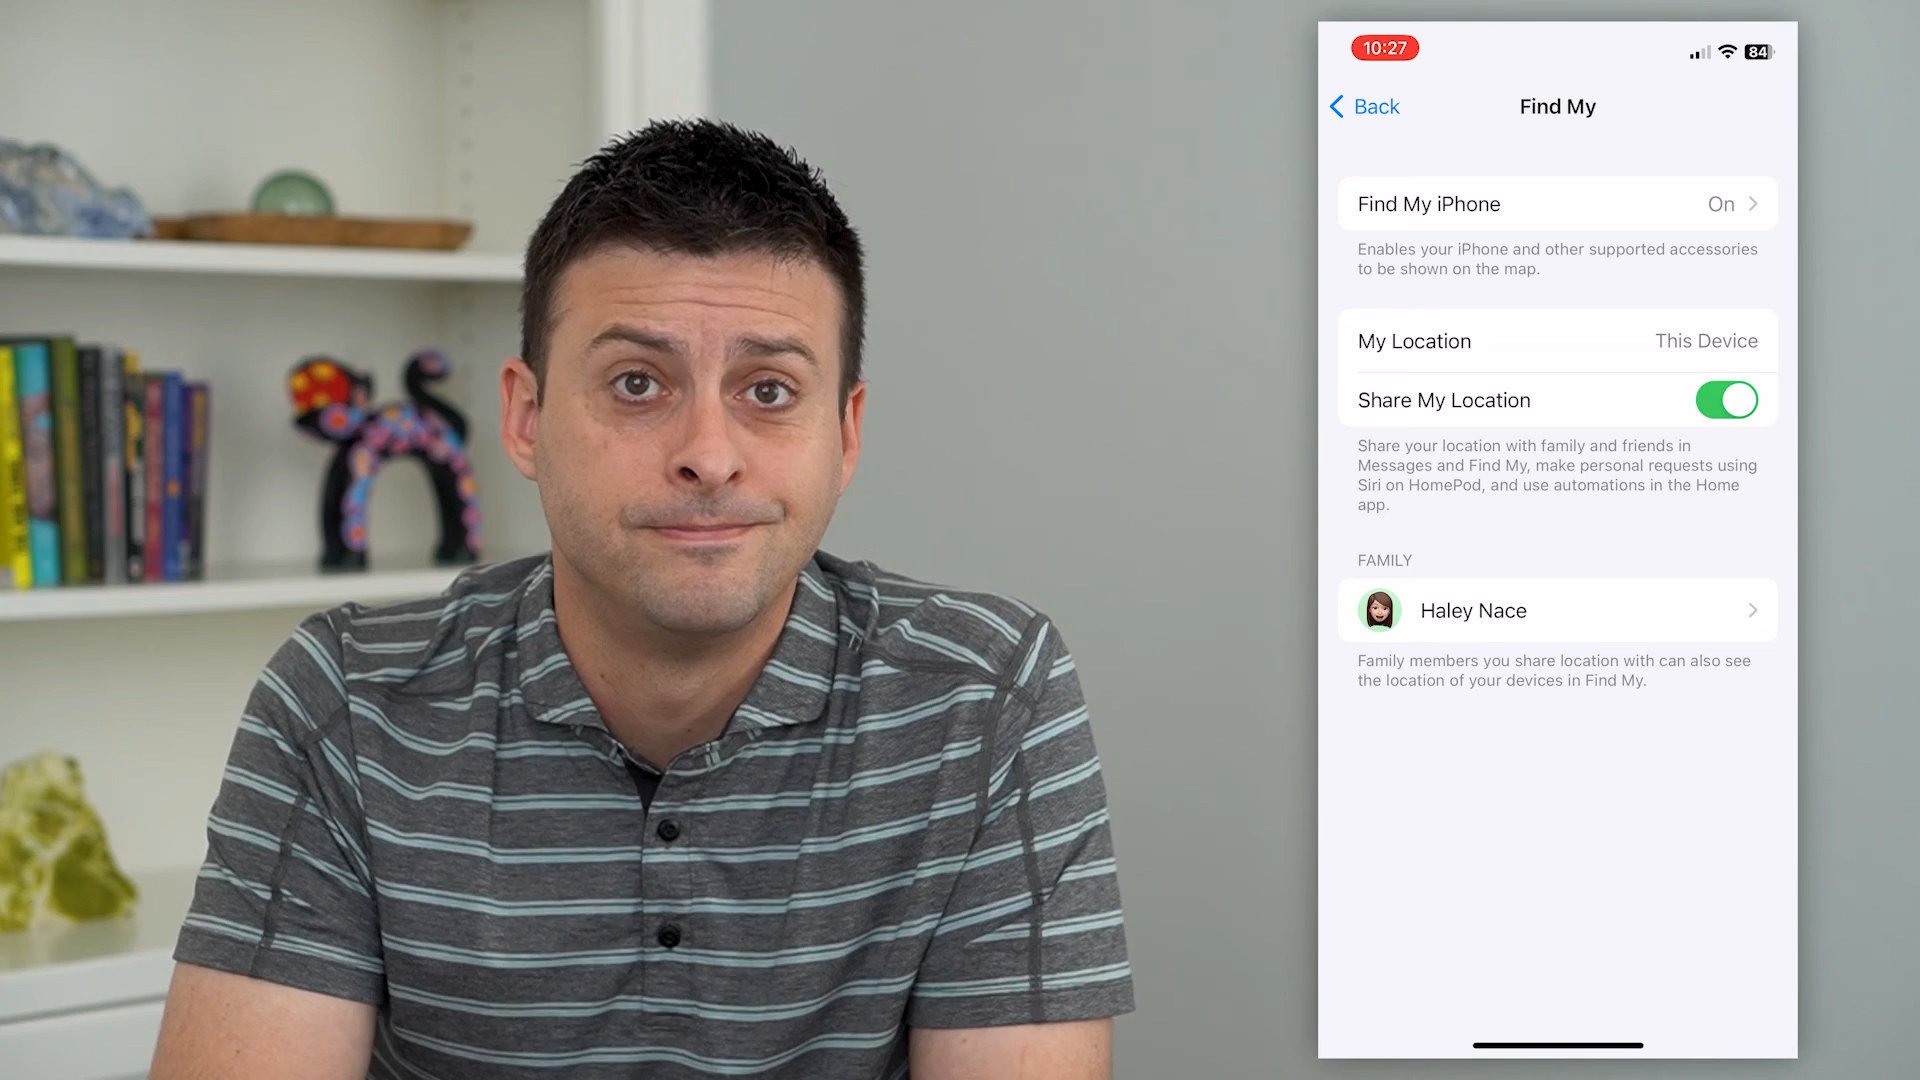 10:27
84
Back
Find My
Find My iPhone
On
Enables your iPhone and other supported accessories
to be shown on the map.
My Location
This Device
Share My Location
Share your location with family and friends in
Messages and Find My, make personal requests using
Siri on HomePod, and use automations in the Home
app.
FAMILY
Haley Nace
Family members you share location with can also see
the location of your devices in Find My.